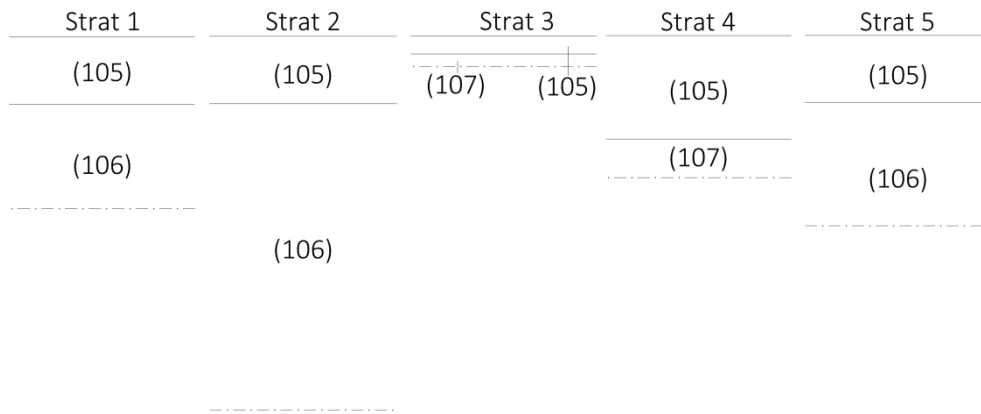 Strat 1
(105)
(106)
Strat 2
(105)
(106)
Strat 3
(107)
(105)
Strat 4
(105)
(107)
Strat 5
(105)
(106)